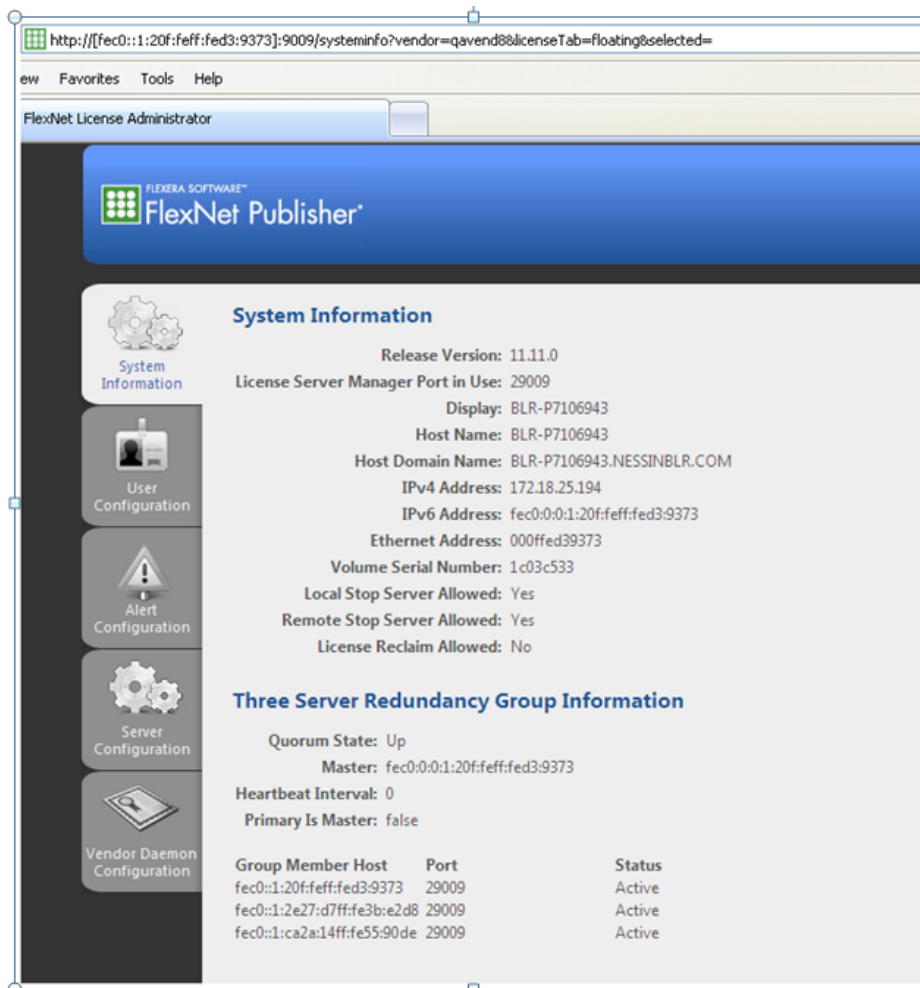 http://[fec0::1:20f:feff:fed3:9373]:9009/systeminfo?vendor=qavend8&licenseTab=floating&selected=
ew Favorites Tools Help
FlexNet License Administrator
FLEXERA SOFTWARE™
FlexNet Publisher®
System Information
User Configuration
Alert Configuration
Server Configuration
Vendor Daemon Configuration
System Information
Release Version: 11.11.0
License Server Manager Port in Use: 29009
Display: BLR-P7106943
Host Name: BLR-P7106943
Host Domain Name: BLR-P7106943.NESSINBLR.COM
IPv4 Address: 172.18.25.194
IPv6 Address: fec0:0:0:1:20f:feff:fed3:9373
Ethernet Address: 000ffed39373
Volume Serial Number: 1c03c533
Local Stop Server Allowed: Yes
Remote Stop Server Allowed: Yes
License Reclaim Allowed: No
Three Server Redundancy Group Information
Quorum State: Up
Master: fec0:0:0:1:20f:feff:fed3:9373
Heartbeat Interval: 0
Primary Is Master: false
Group Member Host Port Status
fec0::1:20f:feff:fed3:9373 29009 Active
fec0::1:2e27:d7ff:fe3b:e2d8 29009 Active
fec0::1:ca2a:14ff:fe55:90de 29009 Active